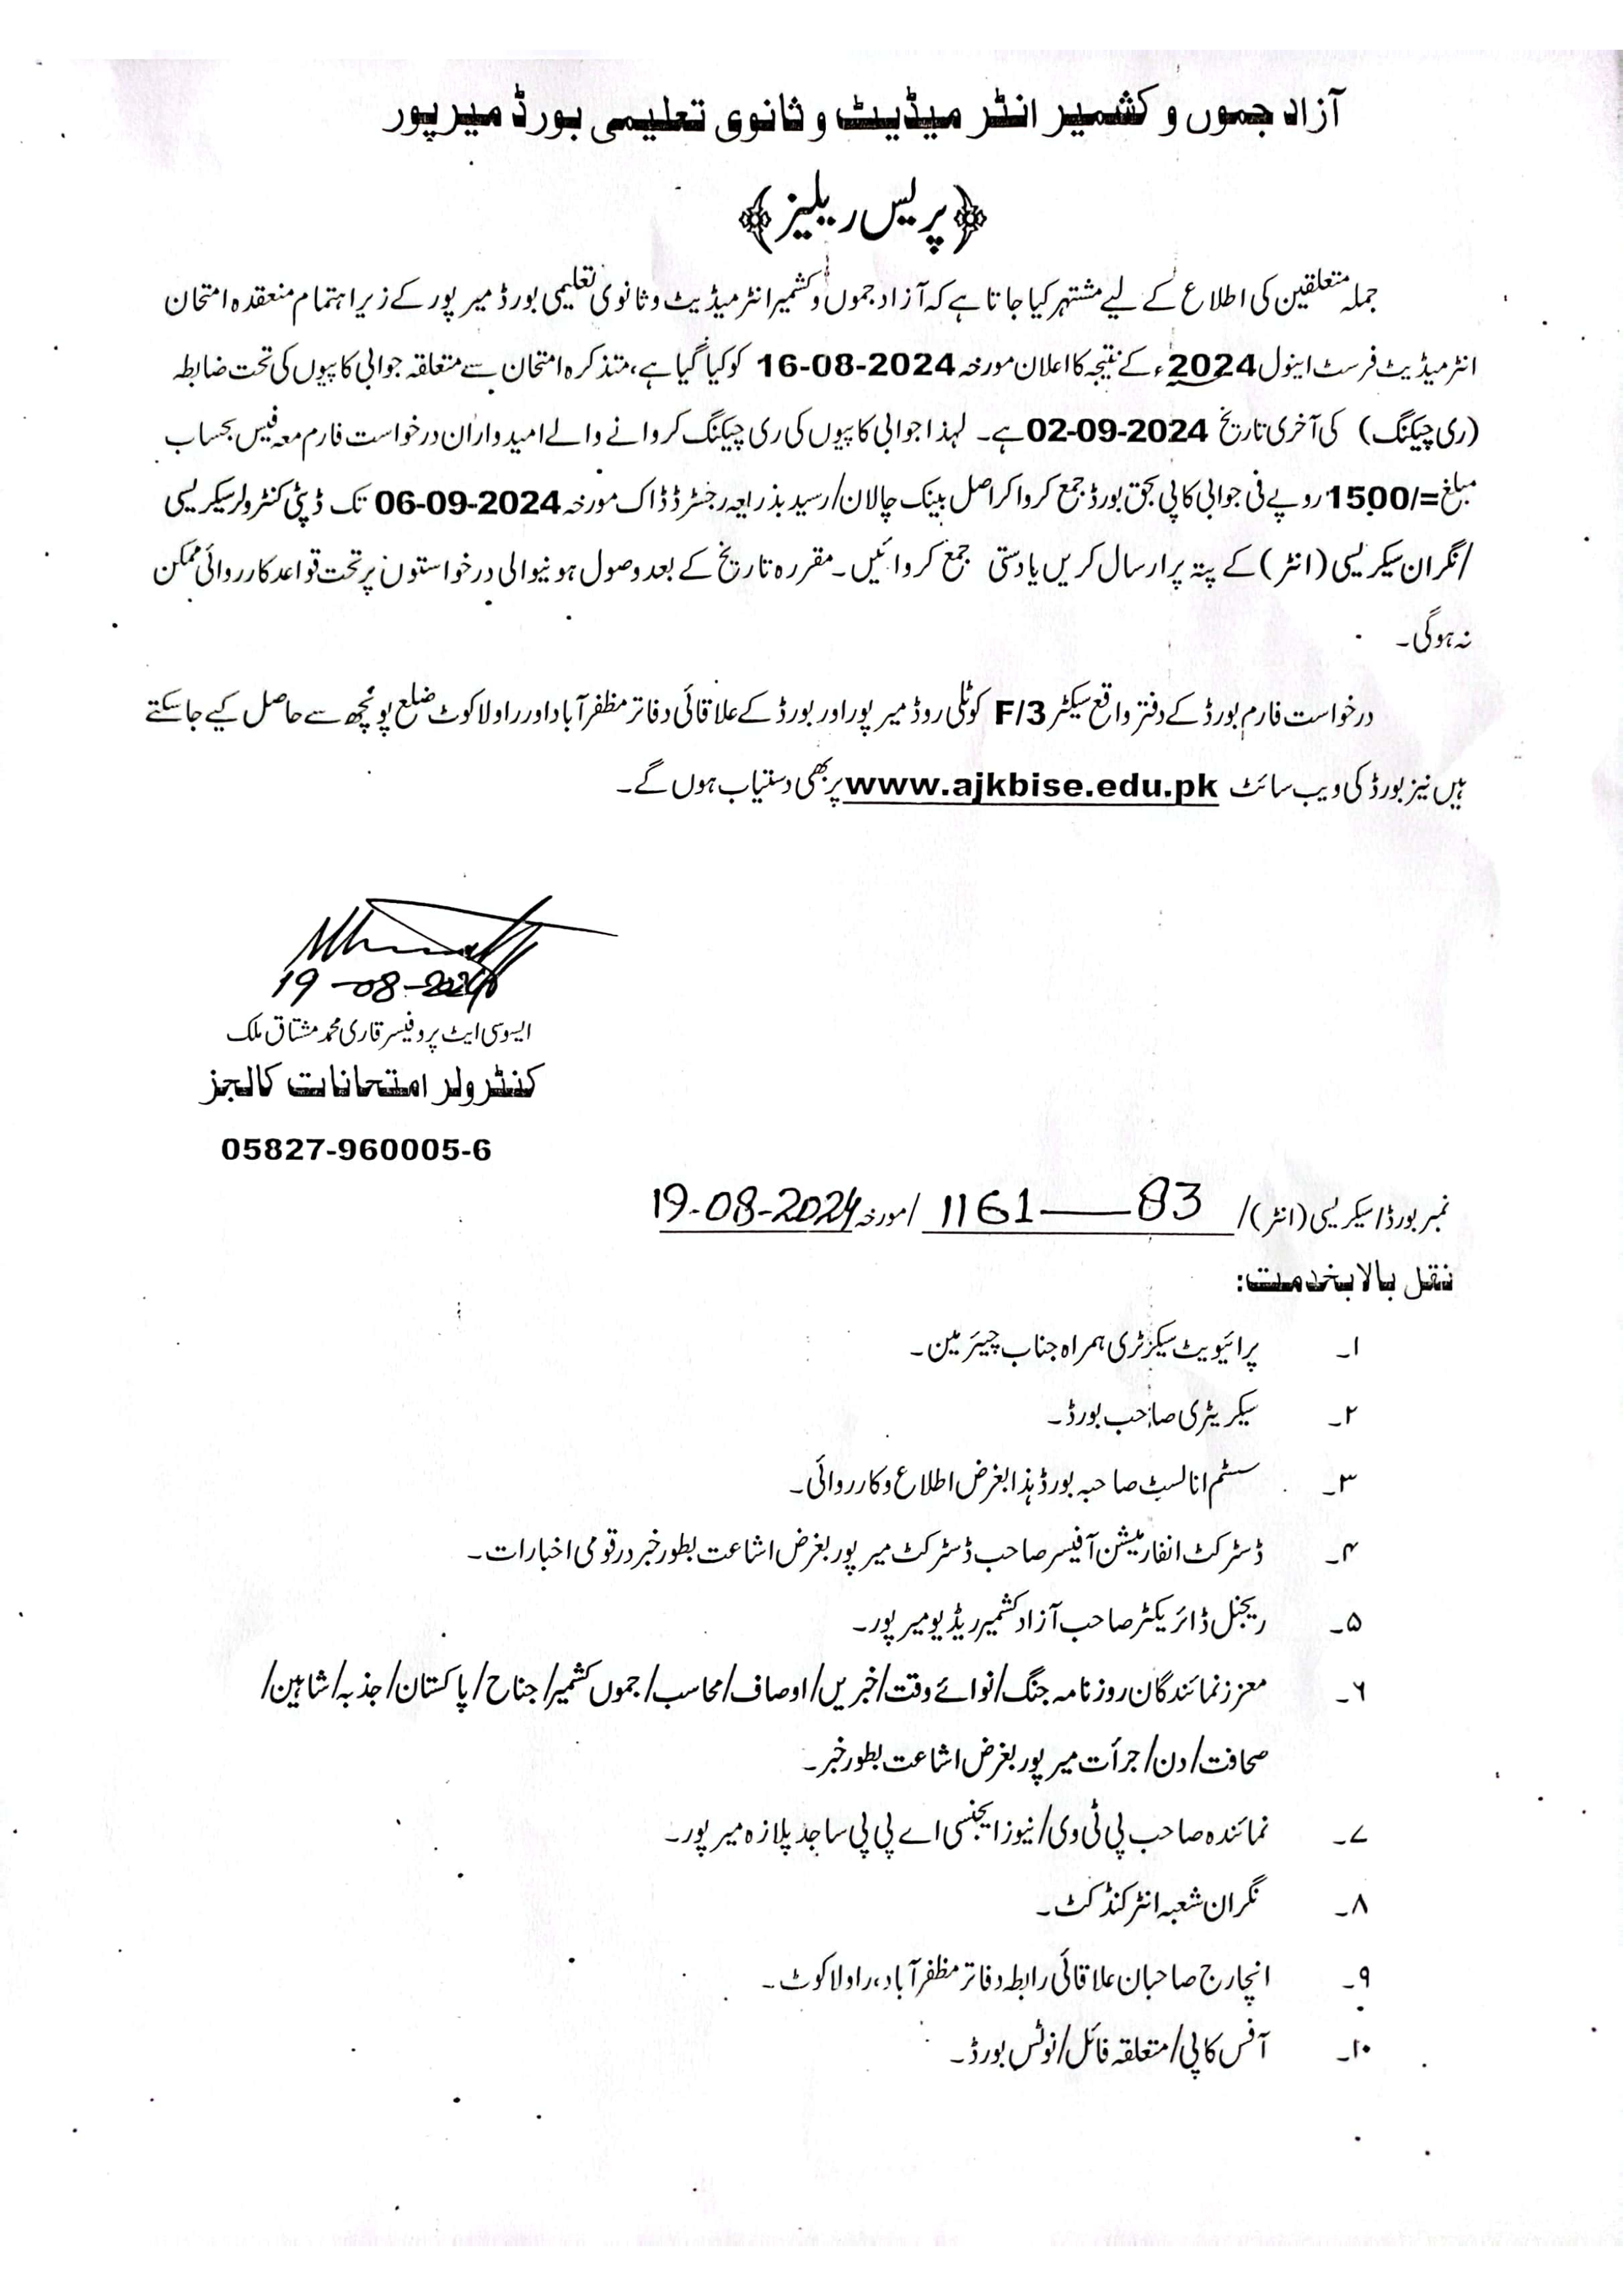 آزاد جموں و کشمیر انٹر میڈیٹ و ثانوی تعلیمی بورڈ میرپور
﴿پریس ریلیز﴾
جملہ متعلقین کی اطلاع کے لیے مشتہر کیا جاتا ہے کہ آزاد جموں و کشمیر انٹر میڈیٹ و ثانوی تعلیمی بورڈ میر پور کے زیر اہتمام منعقدہ امتحان
انٹر میڈیٹ فرسٹ اینول 2024ء کے نتیجہ کا اعلان مورخہ 16-08-2024 کو کیا گیا ہے، متذکرہ امتحان سے متعلقہ جوابی کاپیوں کی تحت ضابطہ
(ری چیکنگ) کی آخری تاریخ 02-09-2024 ہے۔ لہذا جوابی کاپیوں کی ری چیکنگ کروانے والے امیدواران درخواست فارم معہ فیس بحساب
مبلغ =/1500 روپے فی جوابی کاپی بحق بورڈ جمع کروا کر اصل بینک چالان/رسید بذریعہ رجسٹرڈ ڈاک مورخہ 06-09-2024 تک ڈپٹی کنٹرولر سیکریسی
/نگران سیکریسی (انٹر) کے پتہ پر ارسال کریں یا دستی جمع کروائیں۔ مقررہ تاریخ کے بعد وصول ہونیوالی درخواستوں پر تحت قواعد کارروائی ممکن
نہ ہوگی۔
درخواست فارم بورڈ کے دفتر واقع سیکٹر F/3 کوٹلی روڈ میر پور اور بورڈ کے علاقائی دفاتر مظفر آباد اور راولاکوٹ ضلع پونچھ سے حاصل کیے جاسکتے
ہیں نیز بورڈ کی ویب سائٹ www.ajkbise.edu.pk پر بھی دستیاب ہوں گے۔
19-08-2024
ایسوسی ایٹ پروفیسر قاری محمد مشتاق ملک
کنٹرولر امتحانات کالجز
05827-960005-6
نمبر بورڈ/سیکریسی (انٹر)/ 1161—83 /مورخہ 19-08-2024
نقل بالا بخدمت:
۱۔ پرائیویٹ سیکرٹری ہمراہ جناب چیئرمین۔
۲۔ سیکریٹری صاحب بورڈ۔
۳۔ سسٹم انالسٹ صاحبہ بورڈ ہذا بغرض اطلاع و کارروائی۔
۴۔ ڈسٹرکٹ انفارمیشن آفیسر صاحب ڈسٹرکٹ میر پور بغرض اشاعت بطور خبر در قومی اخبارات۔
۵۔ ریجنل ڈائریکٹر صاحب آزاد کشمیر ریڈیو میر پور۔
۶۔ معزز نمائندگان روزنامہ جنگ/نوائے وقت/خبریں/اوصاف/محاسب/جموں کشمیر/جناح/پاکستان/جذبہ/شاہین/
صحافت/دن/جرأت میر پور بغرض اشاعت بطور خبر۔
۷۔ نمائندہ صاحب پی ٹی وی/نیوز ایجنسی اے پی پی ساجد پلازہ میر پور۔
۸۔ نگران شعبہ انٹر کنڈکٹ۔
۹۔ انچارج صاحبان علاقائی رابطہ دفاتر مظفر آباد، راولاکوٹ۔
۱۰۔ آفس کاپی/متعلقہ فائل/نوٹس بورڈ۔